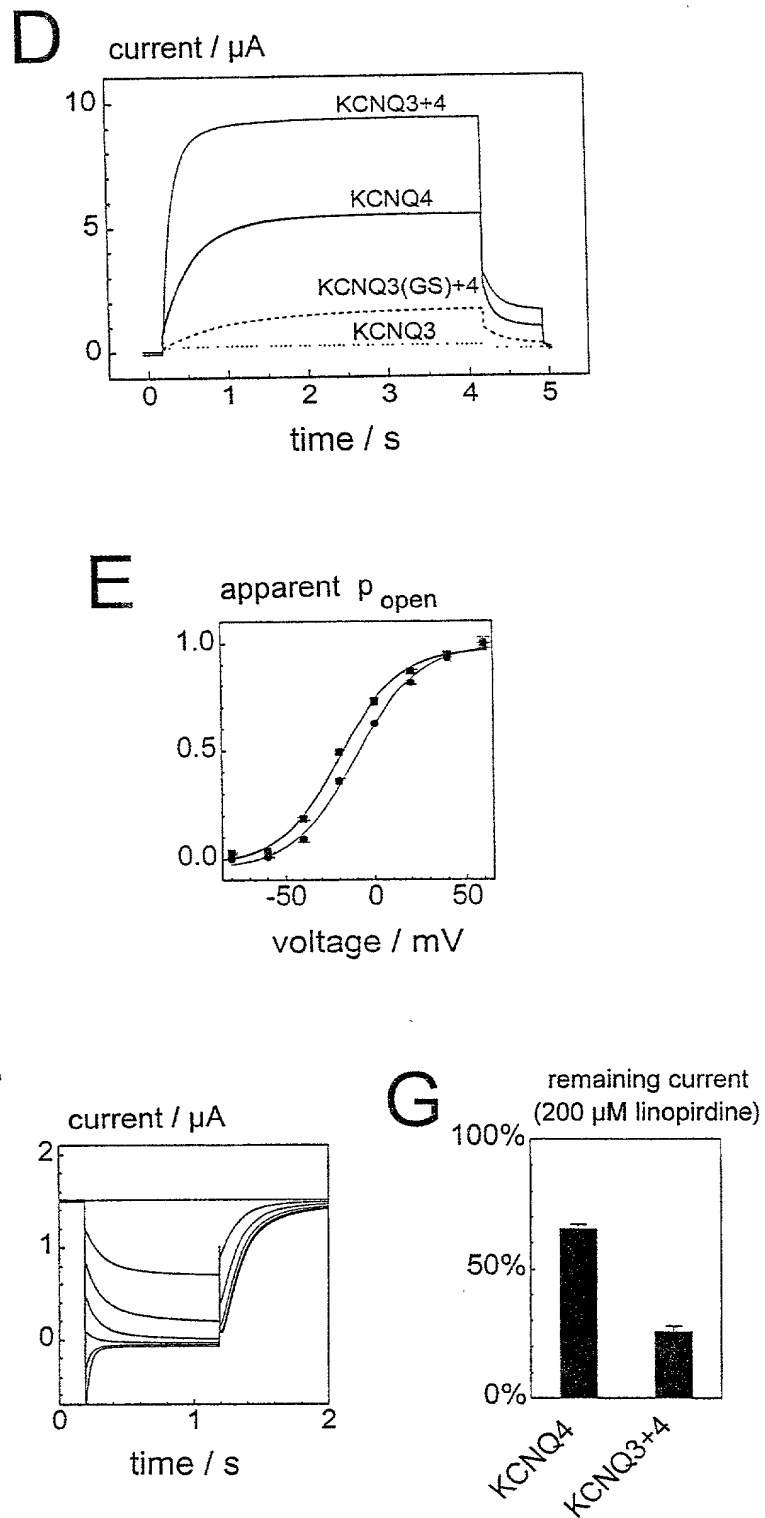 D
current / µA
10
KCNQ3+4
KCNQ4
5
KCNQ3(GS)+4
KCNQ3
0
0 1 2 3 4 5
time / s
E
apparent p open
1.0
0.5
0.0
-50 0 50
voltage / mV
G
remaining current
(200 µM linopirdine)
current / µA
100%
2
1
50%
0
0%
0 1 2
time / s
KCNQ4
KCNQ3+4